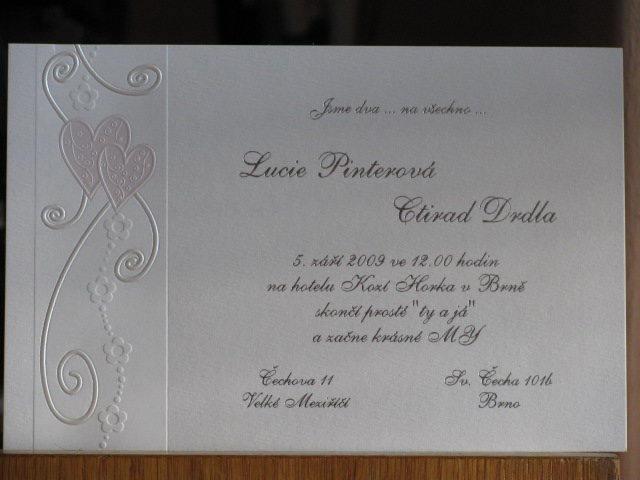 Jsme dva ... na všechno ...
Lucie Pinterová
Ctirad Drdla
5. září 2009 ve 12.00 hodin
na hotelu Kozí Horka v Brně
skončí prosté "ty a já"
a začne krásné MY
Čechova 11
Velké Meziříčí
Sv. Čecha 101b
Brno